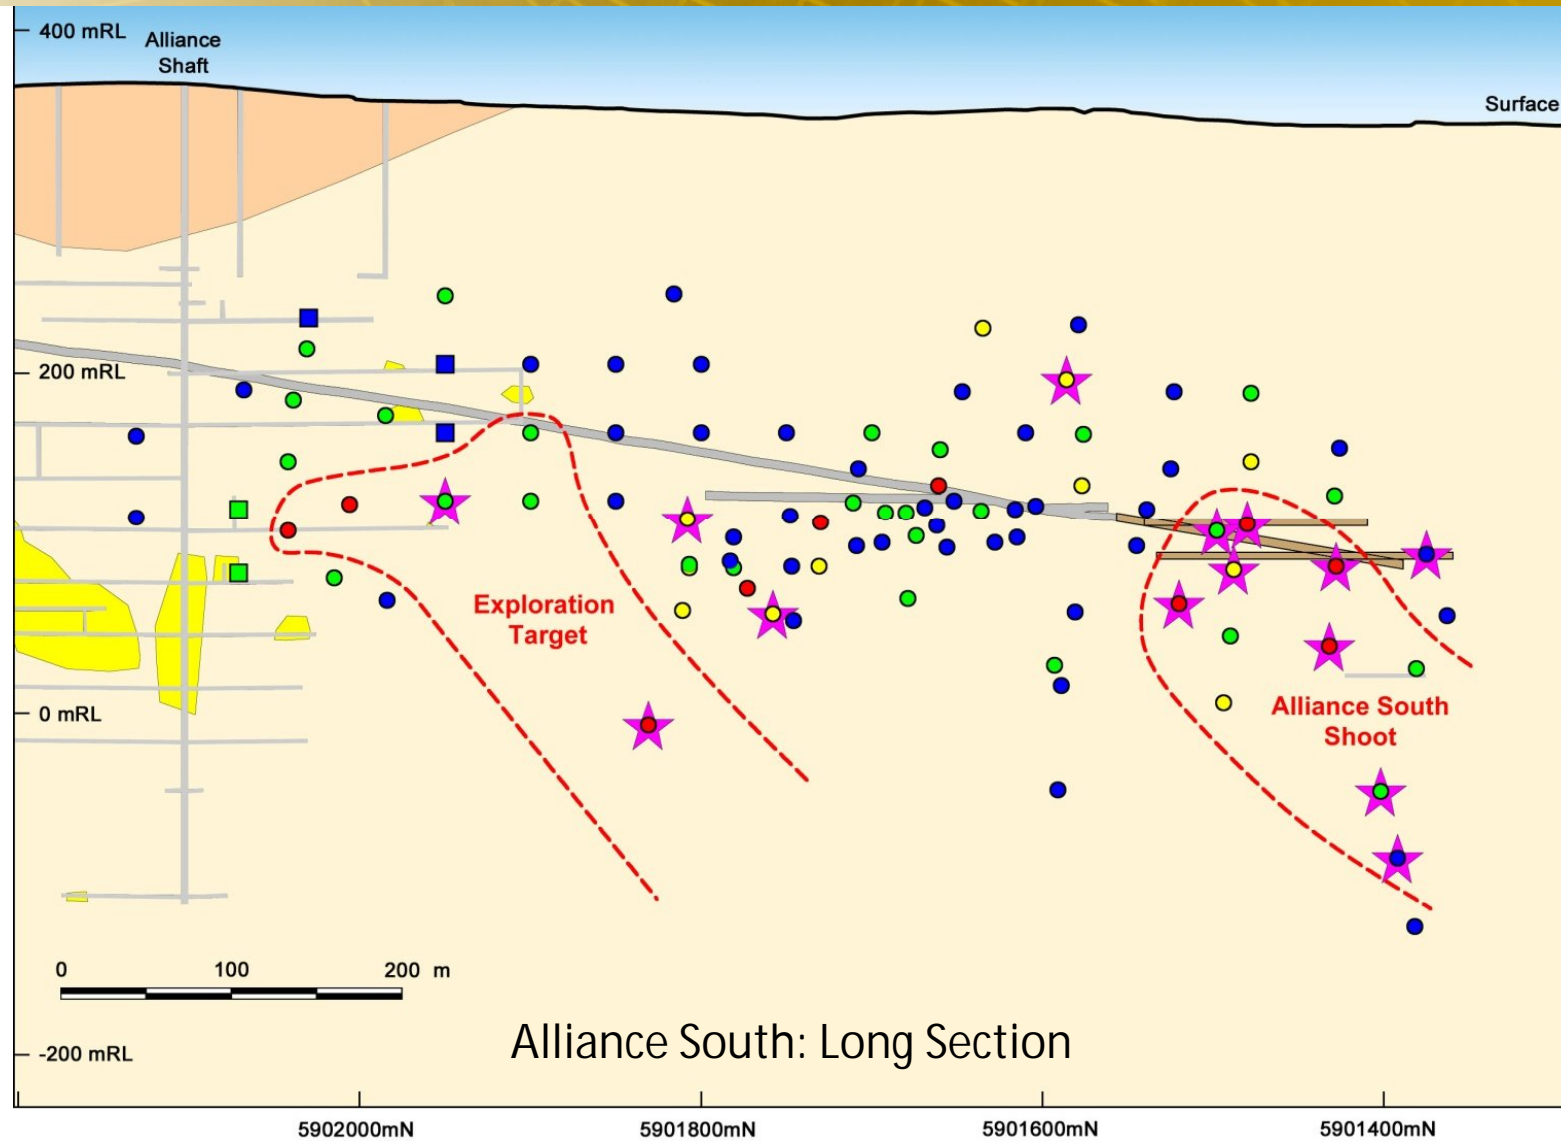 400 mRL
Alliance
Shaft
Surface
200 mRL
Exploration
Target
0 mRL
Alliance South
Shoot
0 100 200 m
Alliance South: Long Section
-200 mRL
5902000mN 5901800mN 5901600mN 5901400mN